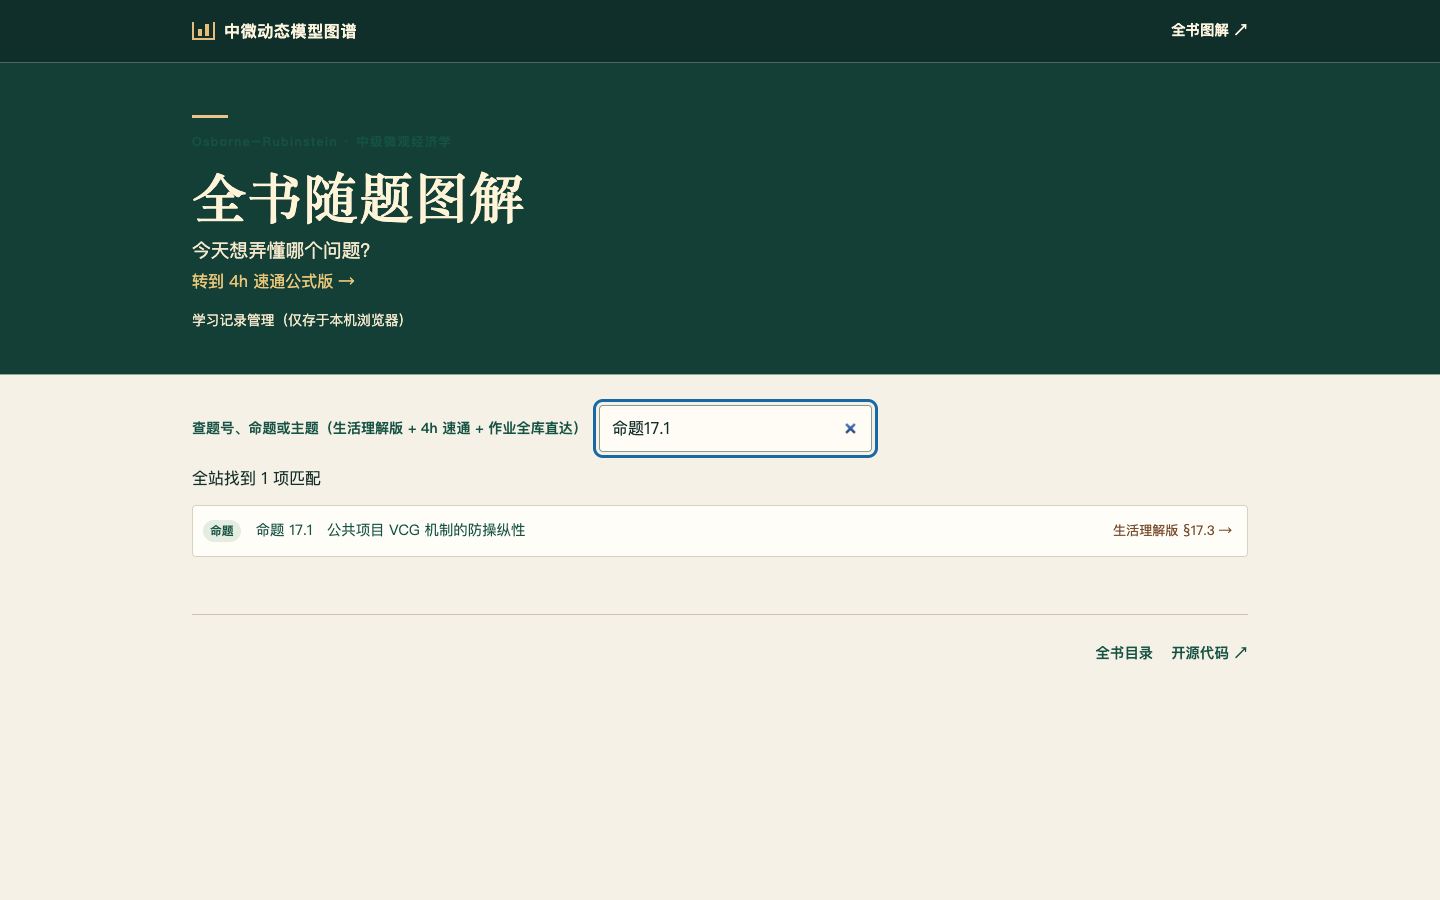 中微动态模型图谱
全书图解 ↗
Osborne–Rubinstein · 中级微观经济学
全书随题图解
今天想弄懂哪个问题?
转到 4h 速通公式版 →
学习记录管理（仅存于本机浏览器）
查题号、命题或主题（生活理解版 + 4h 速通 + 作业全库直达）
命题17.1
全站找到 1 项匹配
命题 命题 17.1 公共项目 VCG 机制的防操纵性 生活理解版 §17.3 →
全书目录 开源代码 ↗